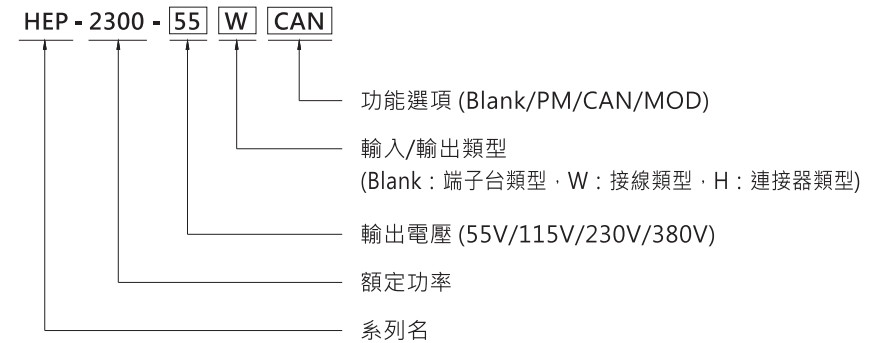 HEP - 2300 - 55 W CAN
功能選項 (Blank/PM/CAN/MOD)
輸入/輸出類型
(Blank：端子台類型，W：接線類型，H：連接器類型)
輸出電壓 (55V/115V/230V/380V)
額定功率
系列名